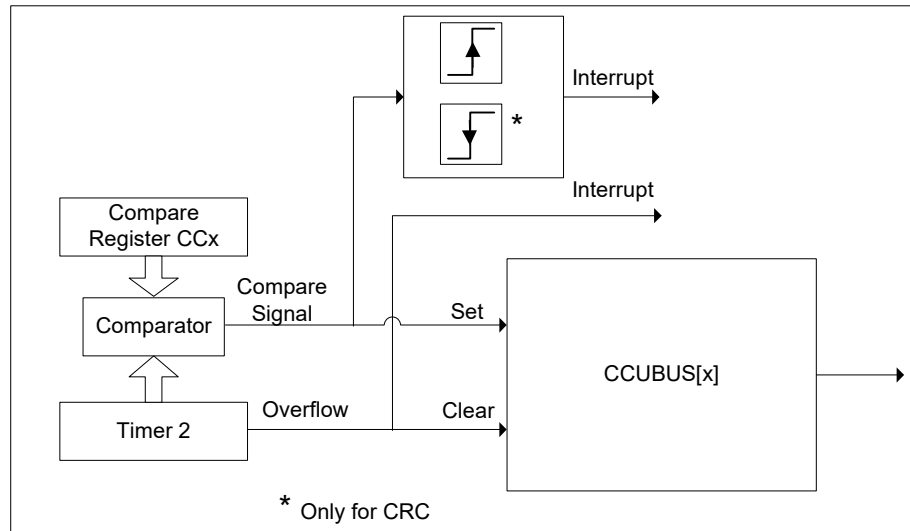 Interrupt
*
Interrupt
Compare
Register CCx
Compare
Signal
Set
Comparator
CCUBUS[x]
Overflow
Clear
Timer 2
* Only for CRC